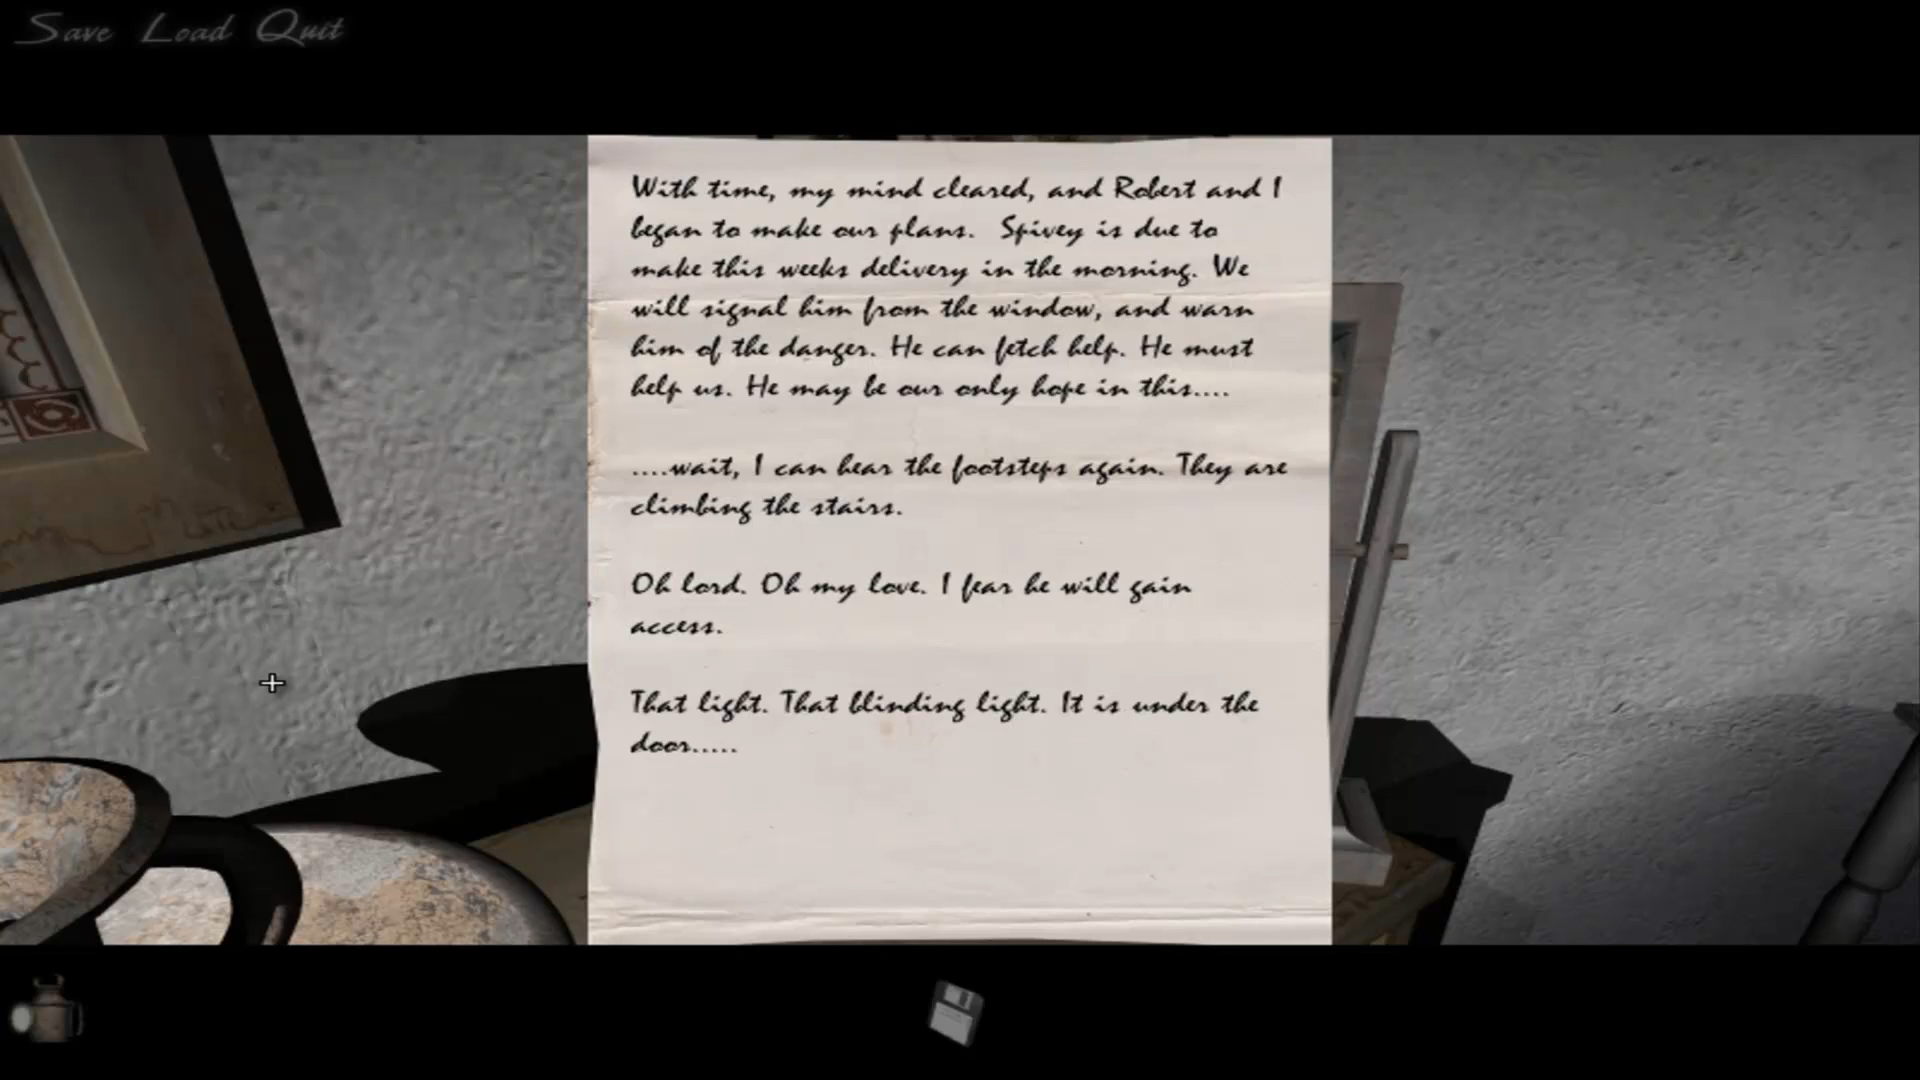 Save Load Quit
With time, my mind cleared, and Robert and I
began to make our plans. Spivey is due to
make this weeks delivery in the morning. We
will signal him from the window, and warn
him of the danger. He can fetch help. He must
help us. He may be our only hope in this....
....wait, I can hear the footsteps again. They are
climbing the stairs.
Oh lord. Oh my love. I fear he will gain
access.
That light. That blinding light. It is under the
door.....